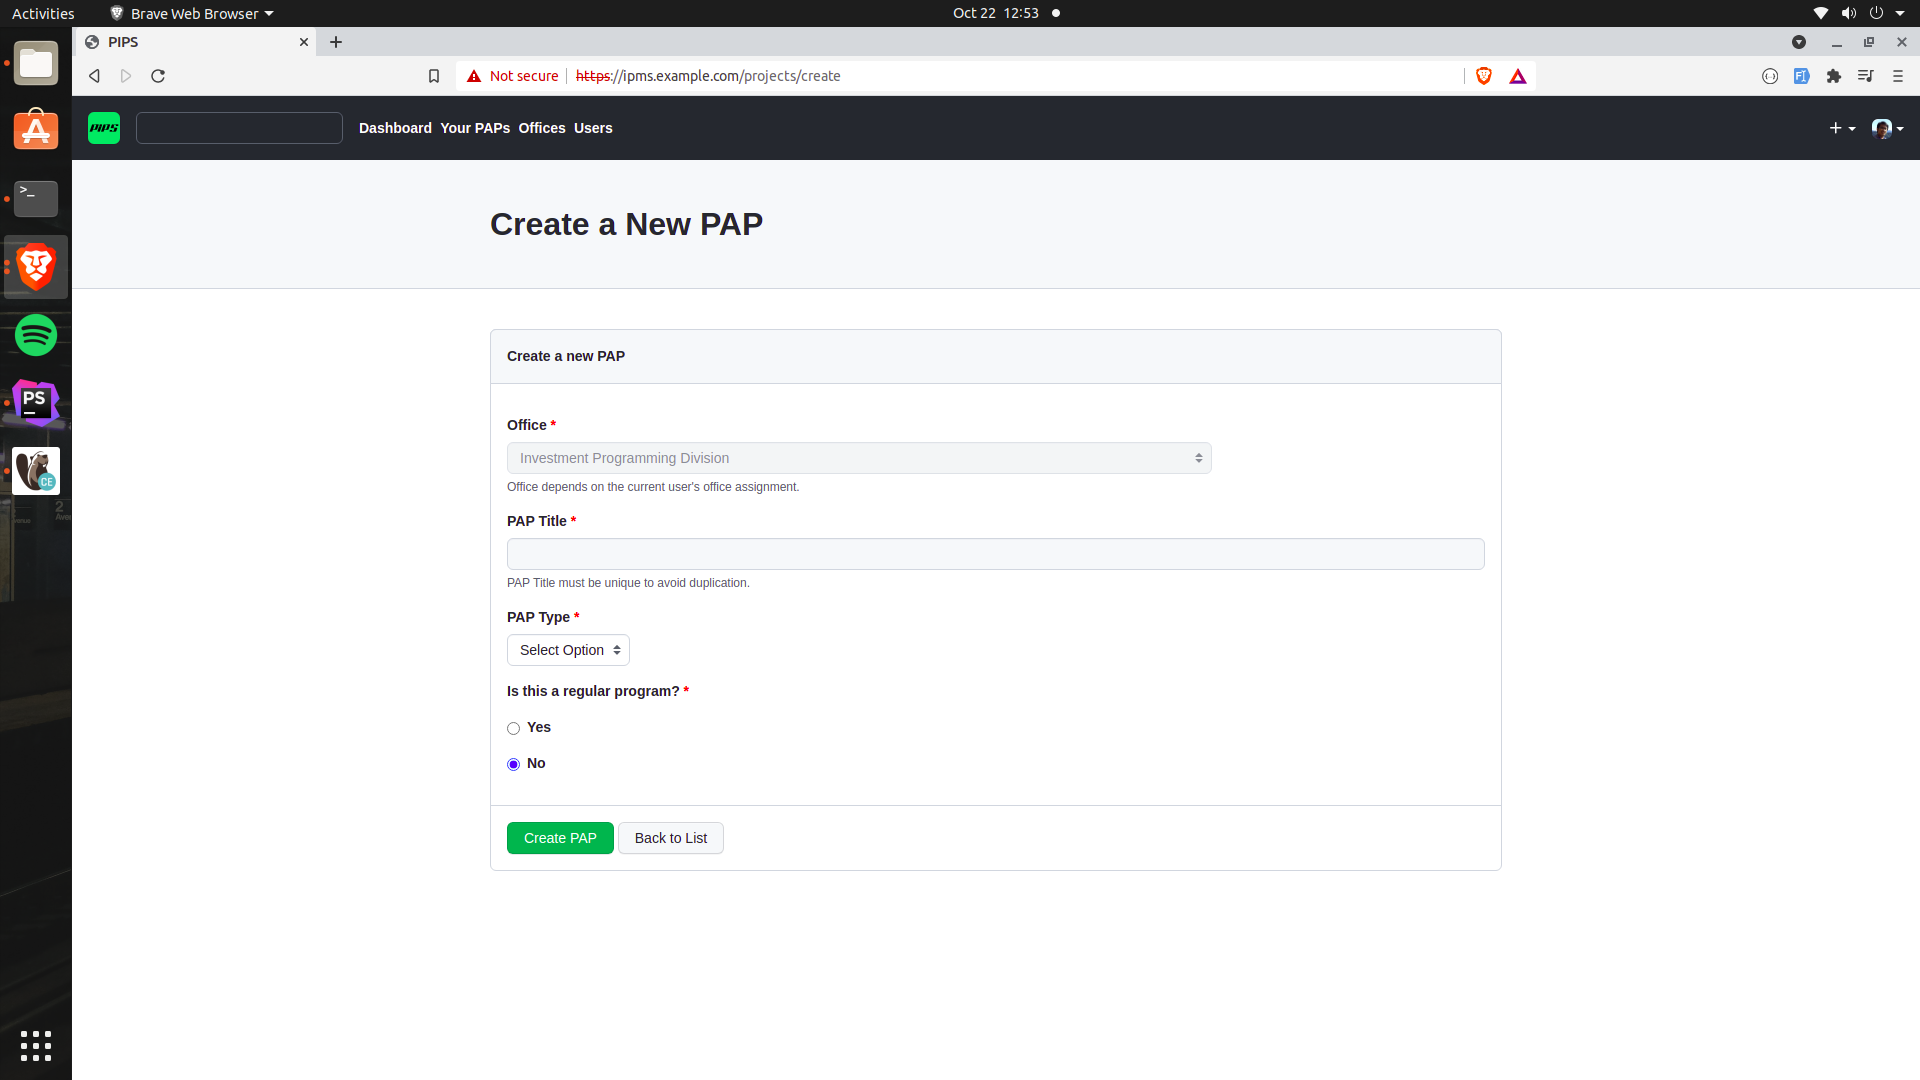 Activities
Brave Web Browser
Oct 22 12:53
PIPS
Not secure
https://ipms.example.com/projects/create
PIPS
Dashboard Your PAPs Offices Users
Create a New PAP
Create a new PAP
Office *
Investment Programming Division
Office depends on the current user's office assignment.
PAP Title *
PAP Title must be unique to avoid duplication.
PAP Type *
Select Option
Is this a regular program? *
Yes
No
Create PAP
Back to List
>_
PS
CE